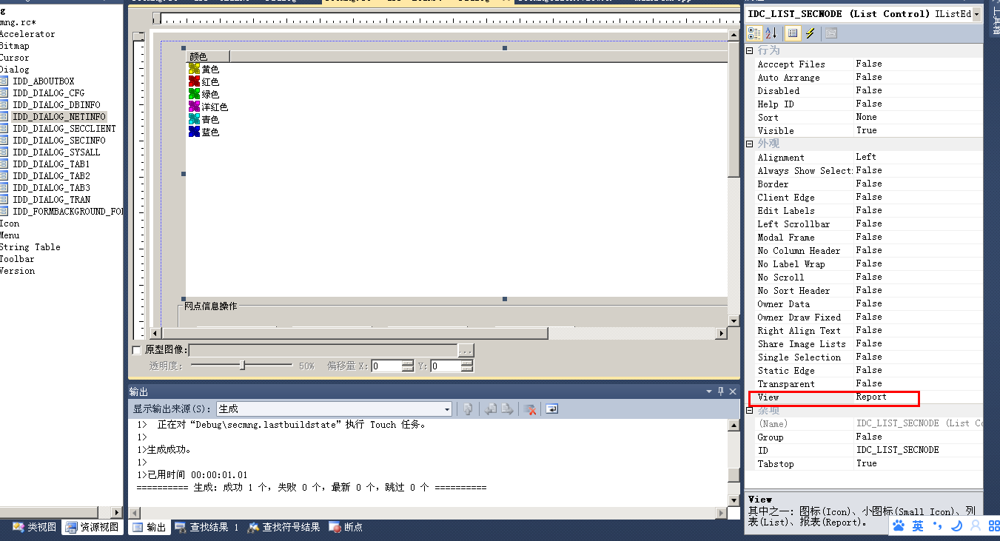 g
mng.rc*
Accelerator
Bitmap
Cursor
Dialog
IDD_ABOUTBOX
IDD_DIALOG_CFG
IDD_DIALOG_DBINFO
IDD_DIALOG_NETINFO
IDD_DIALOG_SECCLIENT
IDD_DIALOG_SECINFO
IDD_DIALOG_SYSALL
IDD_DIALOG_TAB1
IDD_DIALOG_TAB2
IDD_DIALOG_TAB3
IDD_DIALOG_TRAN
IDD_FORMBACKGROUND_FO
Icon
Menu
String Table
Toolbar
Version
类视图
资源视图
颜色
黄色
红色
绿色
洋红色
青色
蓝色
网点信息操作
原型图像:
...
透明度:
50%
偏移量 X: 0
Y: 0
输出
显示输出来源(S): 生成
1> 正在对“Debug\secmng.lastbuildstate”执行 Touch 任务。
1>
1>生成成功。
1>
1>已用时间 00:00:01.01
========== 生成: 成功 1 个，失败 0 个，最新 0 个，跳过 0 个 ==========
输出
查找结果 1
查找符号结果
断点
IDC_LIST_SECNODE (List Control) IListEd
行为
Acccept Files False
Auto Arrange False
Disabled False
Help ID False
Sort None
Visible True
外观
Alignment Left
Always Show Select: False
Border False
Client Edge False
Edit Labels False
Left Scrollbar False
Modal Frame False
No Column Header False
No Label Wrap False
No Scroll False
No Sort Header False
Owner Data False
Owner Draw Fixed False
Right Align Text False
Share Image Lists False
Single Selection False
Static Edge False
Transparent False
View Report
杂项
(Name) IDC_LIST_SECNODE (List Co
Group False
ID IDC_LIST_SECNODE
Tabstop True
View
其中之一: 图标(Icon)、小图标(Small Icon)、列
表(List)、报表(Report)。
英
工具箱